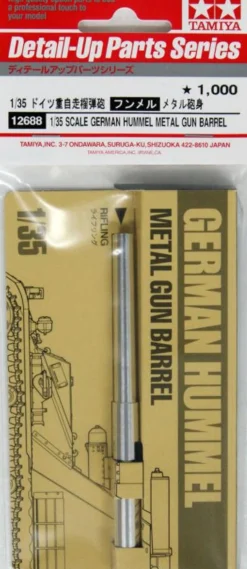 a professional touch to
your model!
TAMIYA
Detail-Up Parts Series
ディテールアップパーツシリーズ
★ 1,000
1/35 ドイツ重自走榴弾砲 フンメル メタル砲身
12688 1/35 SCALE GERMAN HUMMEL METAL GUN BARREL
TAMIYA, INC. 3-7 ONDAWARA, SURUGA-KU, SHIZUOKA 422-8610 JAPAN
1/35
RIFLING
ライフリング
GERMAN HUMMEL
METAL GUN BARREL